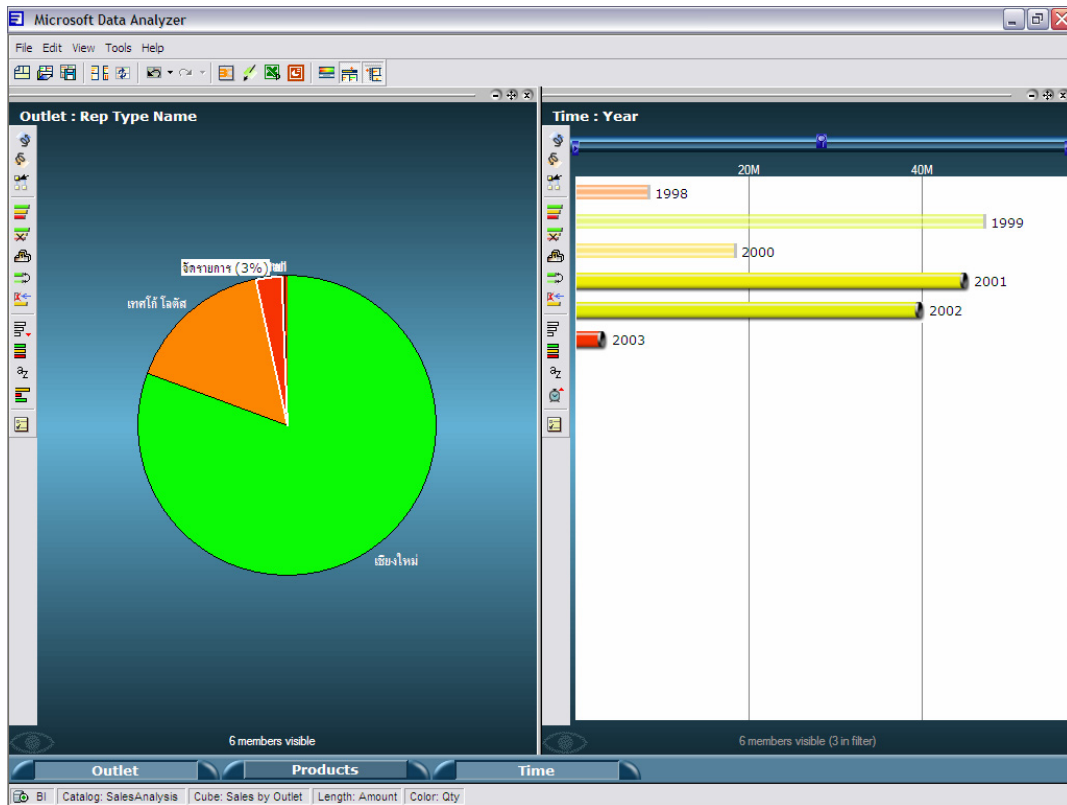 Microsoft Data Analyzer
File Edit View Tools Help
Outlet : Rep Type Name
จัดรายการ (3%)
เทศโก้ โลตัส
เชียงใหม่
6 members visible
Time : Year
20M 40M
1998
1999
2000
2001
2002
2003
6 members visible (3 in filter)
Outlet Products Time
BI Catalog: SalesAnalysis Cube: Sales by Outlet Length: Amount Color: Qty